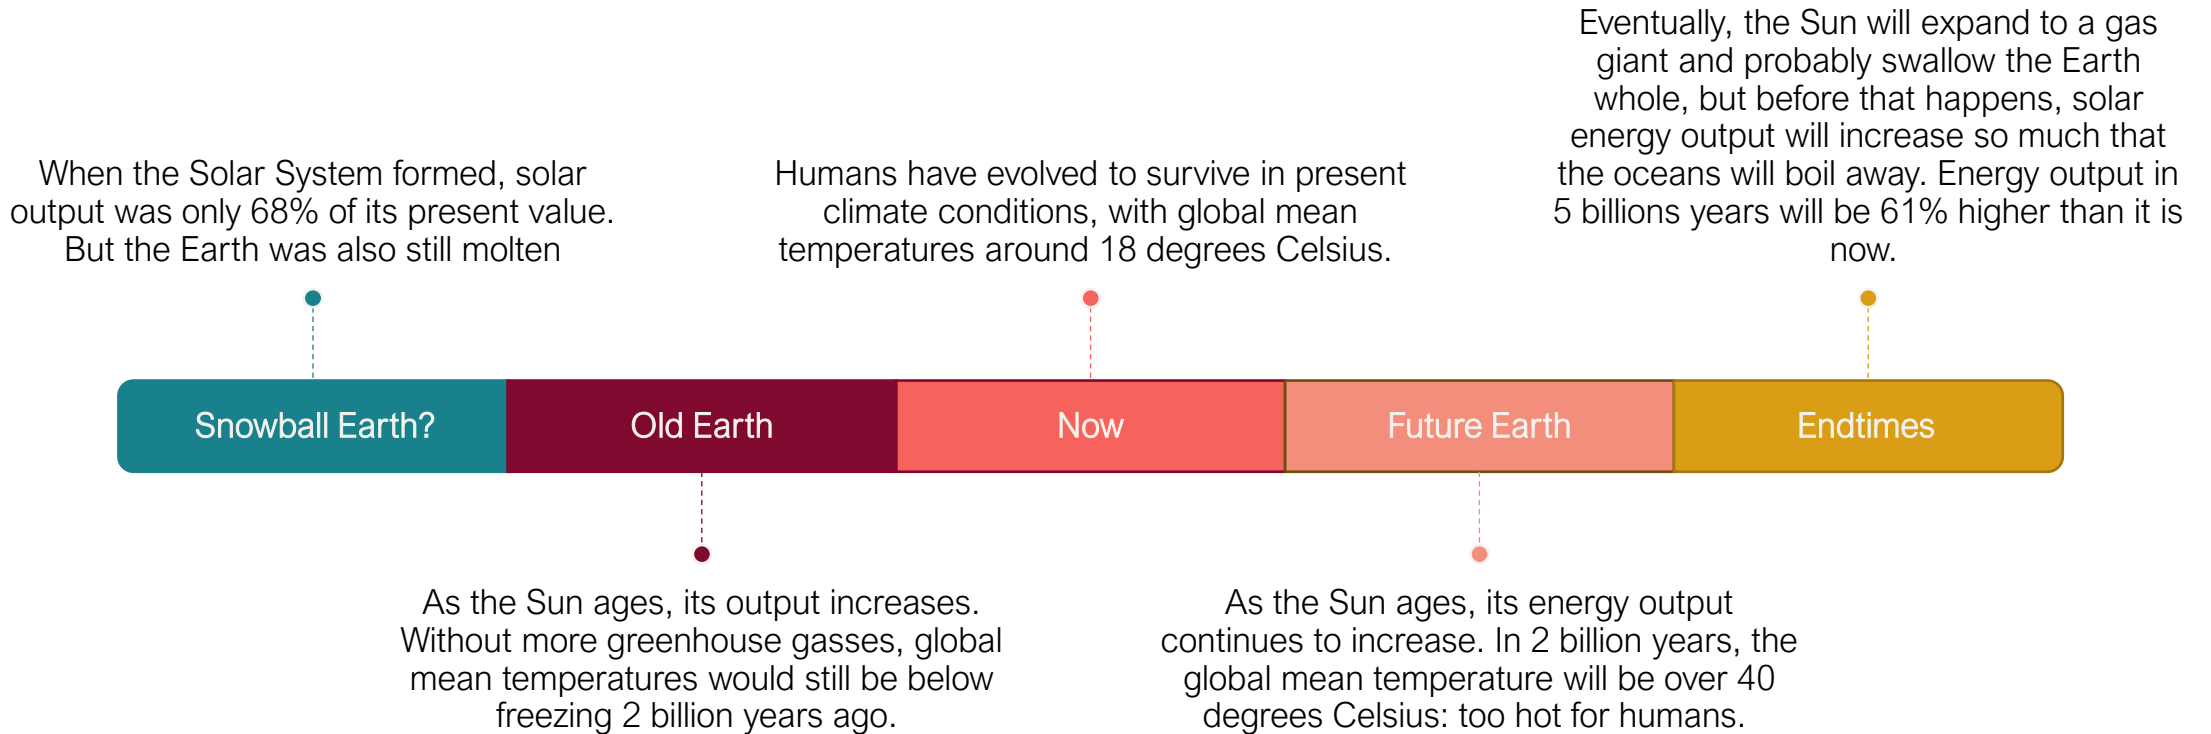 When the Solar System formed, solar
output was only 68% of its present value.
But the Earth was also still molten
Humans have evolved to survive in present
climate conditions, with global mean
temperatures around 18 degrees Celsius.
Eventually, the Sun will expand to a gas
giant and probably swallow the Earth
whole, but before that happens, solar
energy output will increase so much that
the oceans will boil away. Energy output in
5 billions years will be 61% higher than it is
now.
Snowball Earth?
Old Earth
Now
Future Earth
Endtimes
As the Sun ages, its output increases.
Without more greenhouse gasses, global
mean temperatures would still be below
freezing 2 billion years ago.
As the Sun ages, its energy output
continues to increase. In 2 billion years, the
global mean temperature will be over 40
degrees Celsius: too hot for humans.